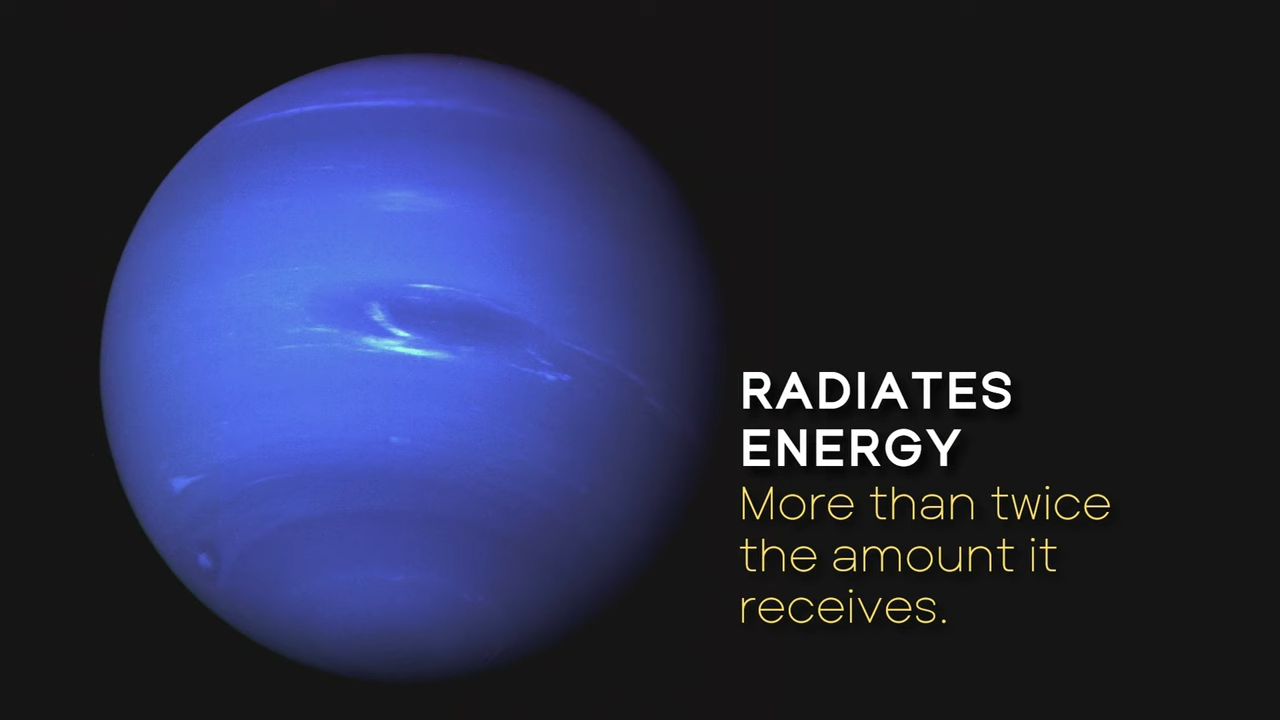 RADIATES
ENERGY
More than twice
the amount it
receives.